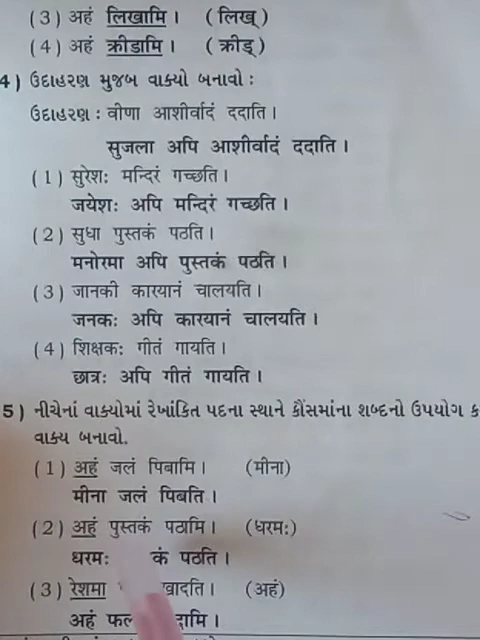 (3) अहं लिखामि। (लिख्)
(4) अहं क्रीडामि। (क्रीड्)
4) ઉદાહરણ મુજબ વાક્યો બનાવો :
ઉદાહરણ : वीणा आशीर्वादं ददाति।
सुजला अपि आशीर्वादं ददाति।
(1) सुरेशः मन्दिरं गच्छति।
जयेशः अपि मन्दिरं गच्छति।
(2) सुधा पुस्तकं पठति।
मनोरमा अपि पुस्तकं पठति।
(3) जानकी कारयानं चालयति।
जनकः अपि कारयानं चालयति।
(4) शिक्षकः गीतं गायति।
छात्रः अपि गीतं गायति।
5) નીચેનાં વાક્યોમાં રેખાંકિત પદના સ્થાને કૌંસમાંના શબ્દનો ઉપયોગ
વાક્ય બનાવો.
(1) अहं जलं पिबामि। (मीना)
मीना जलं पिबति।
(2) अहं पुस्तकं पठामि। (धरमः)
धरमः कं पठति।
(3) रेशमा खादति। (अहं)
अहं